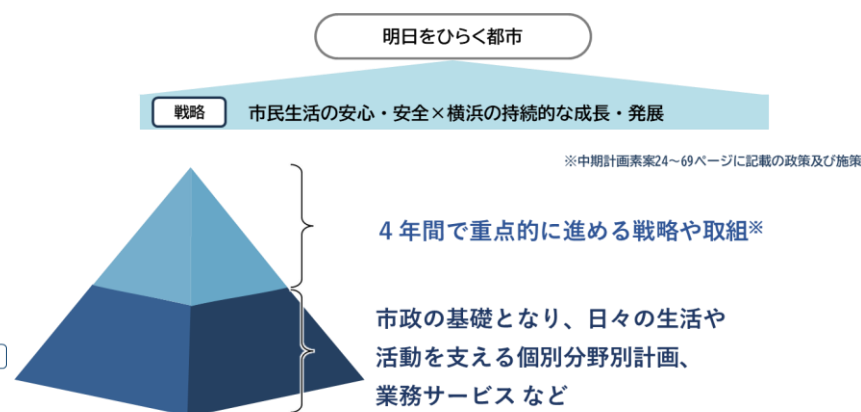 明日をひらく都市
戦略 市民生活の安心・安全×横浜の持続的な成長・発展
※中期計画素案24～69ページに記載の政策及び施策
４年間で重点的に進める戦略や取組※
市政の基礎となり、日々の生活や
活動を支える個別分野別計画、
業務サービス など